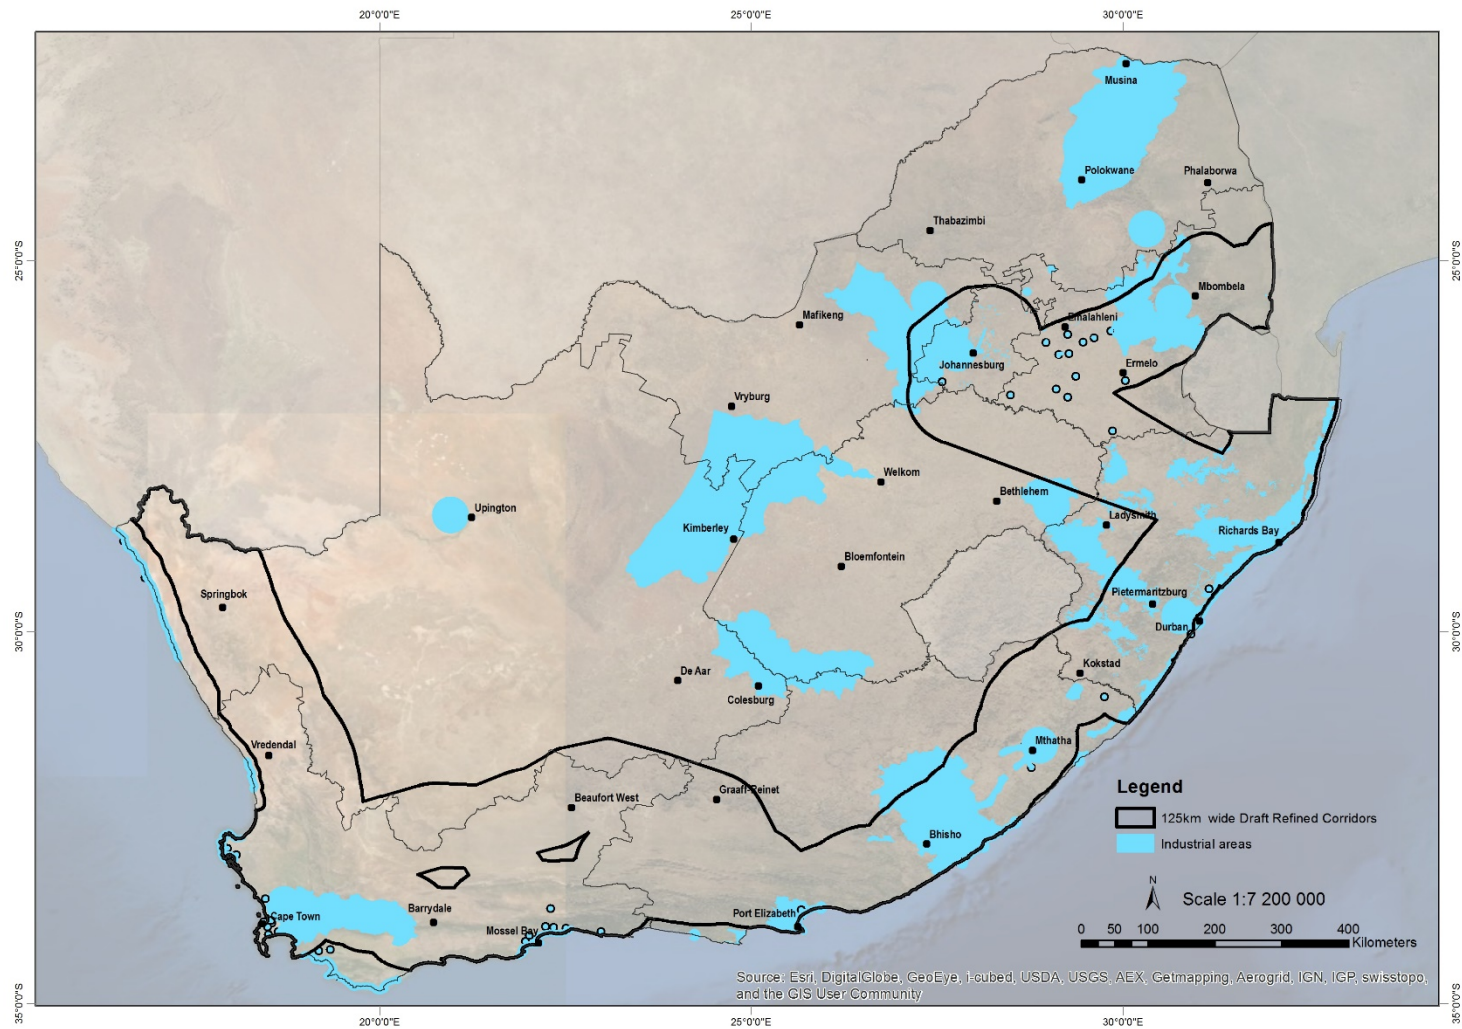 20°0'0"E
25°0'0"E
30°0'0"E
Musina
Polokwane
Phalaborwa
Thabazimbi
25°0'0"S
25°0'0"S
Mbombela
Mafikeng
Emalahleni
Johannesburg
Ermelo
Vryburg
Welkom
Bethlehem
Upington
Ladysmith
Kimberley
Richards Bay
Bloemfontein
Springbok
Pietermaritzburg
Durban
30°0'0"S
30°0'0"S
Kokstad
De Aar
Colesburg
Vredendal
Mthatha
Graaff-Reinet
Beaufort West
Bhisho
Legend
125km wide Draft Refined Corridors
Industrial areas
N
Scale 1:7 200 000
Barrydale
Cape Town
Port Elizabeth
Mossel Bay
0 50 100 200 300 400
Kilometers
Source: Esri, DigitalGlobe, GeoEye, i-cubed, USDA, USGS, AEX, Getmapping, Aerogrid, IGN, IGP, swisstopo,
and the GIS User Community
35°0'0"S
35°0'0"S
20°0'0"E
25°0'0"E
30°0'0"E